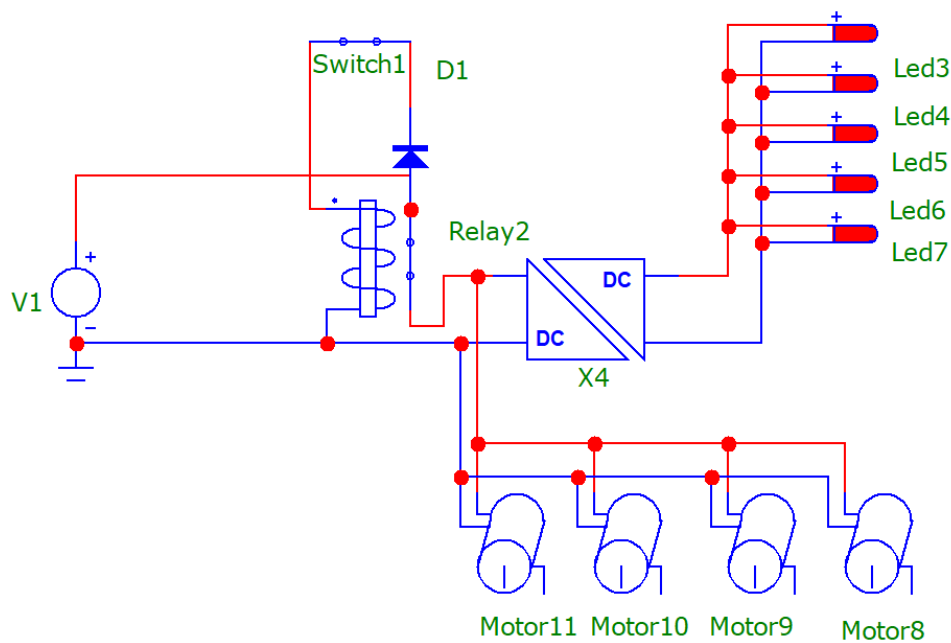 Switch1
D1
Led3
Led4
Led5
Led6
Led7
Relay2
V1
DC
DC
X4
Motor11
Motor10
Motor9
Motor8